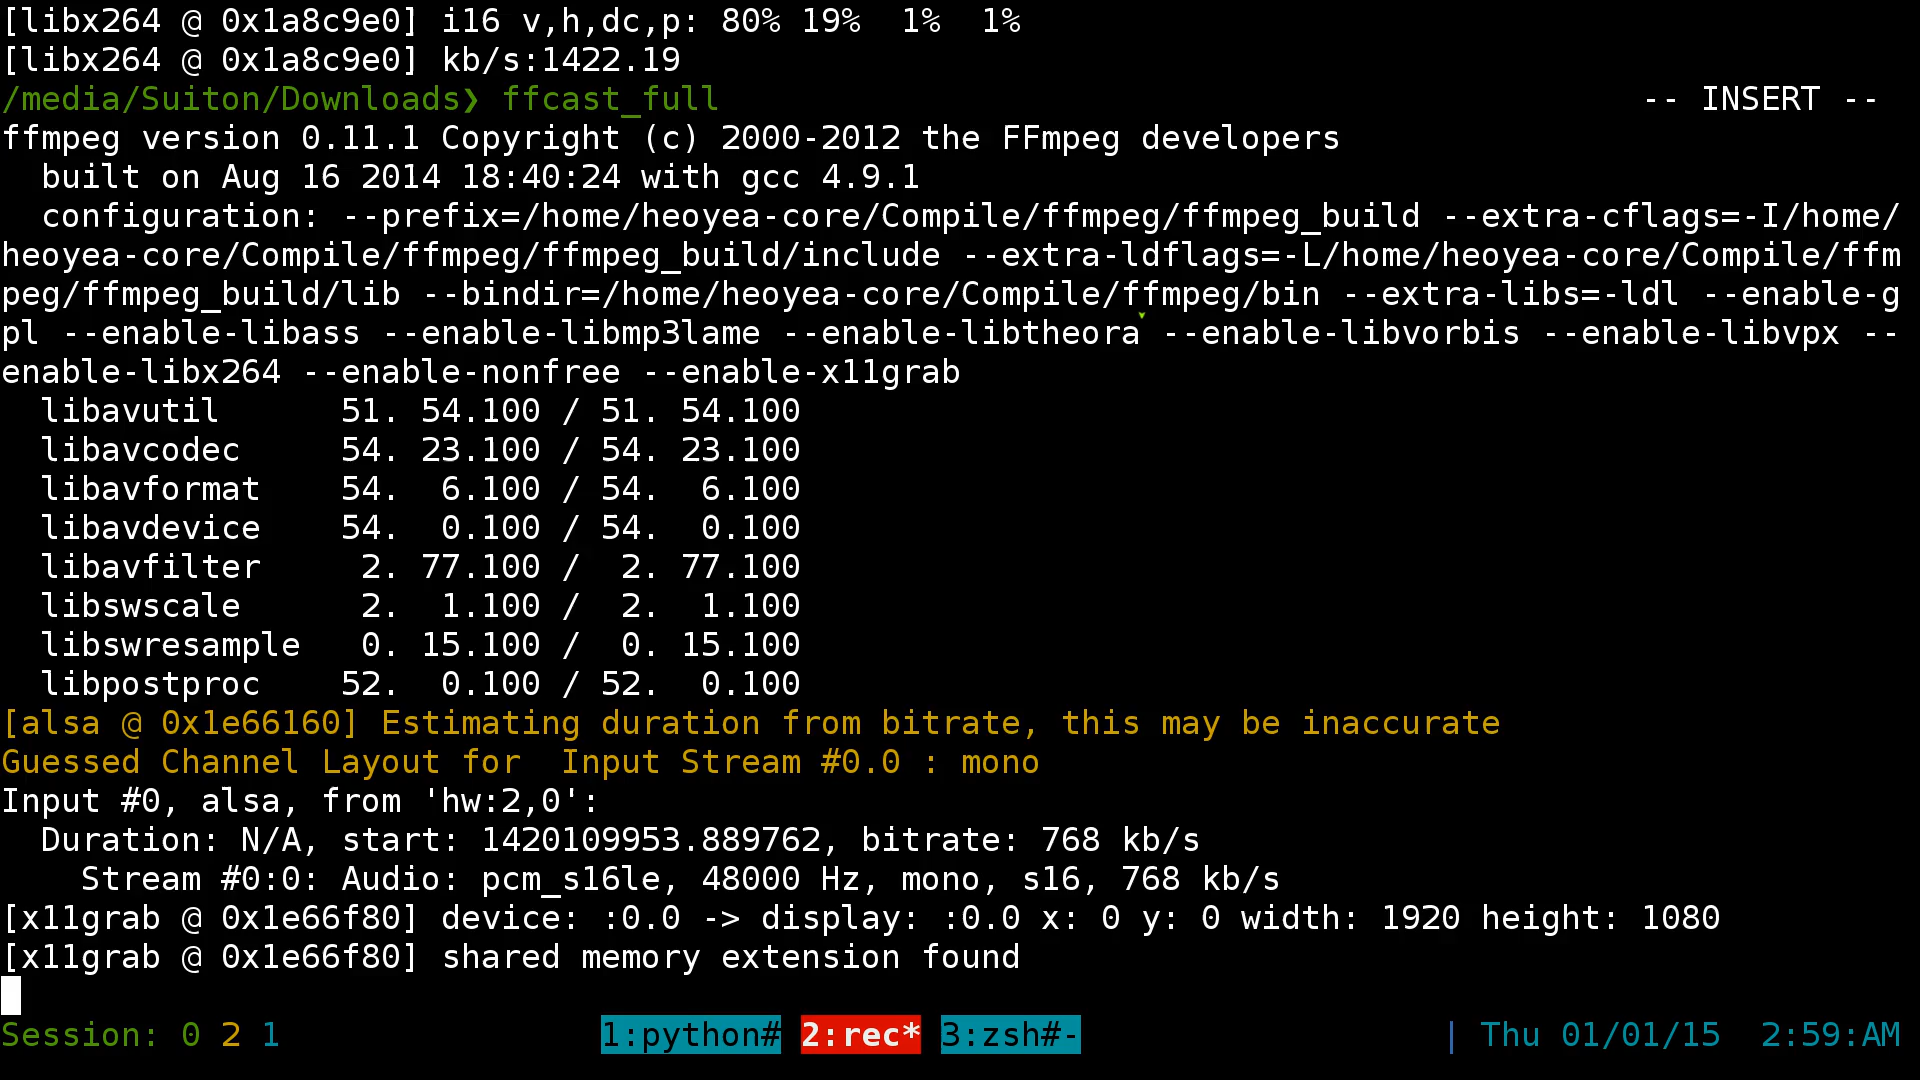 [libx264 @ 0x1a8c9e0] i16 v,h,dc,p: 80% 19%  1%  1%
[libx264 @ 0x1a8c9e0] kb/s:1422.19
/media/Suiton/Downloads❯ ffcast_full -- INSERT --
ffmpeg version 0.11.1 Copyright (c) 2000-2012 the FFmpeg developers
  built on Aug 16 2014 18:40:24 with gcc 4.9.1
  configuration: --prefix=/home/heoyea-core/Compile/ffmpeg/ffmpeg_build --extra-cflags=-I/home/
heoyea-core/Compile/ffmpeg/ffmpeg_build/include --extra-ldflags=-L/home/heoyea-core/Compile/ffm
peg/ffmpeg_build/lib --bindir=/home/heoyea-core/Compile/ffmpeg/bin --extra-libs=-ldl --enable-g
pl --enable-libass --enable-libmp3lame --enable-libtheora --enable-libvorbis --enable-libvpx --
enable-libx264 --enable-nonfree --enable-x11grab
  libavutil      51. 54.100 / 51. 54.100
  libavcodec     54. 23.100 / 54. 23.100
  libavformat    54.  6.100 / 54.  6.100
  libavdevice    54.  0.100 / 54.  0.100
  libavfilter     2. 77.100 /  2. 77.100
  libswscale      2.  1.100 /  2.  1.100
  libswresample   0. 15.100 /  0. 15.100
  libpostproc    52.  0.100 / 52.  0.100
[alsa @ 0x1e66160] Estimating duration from bitrate, this may be inaccurate
Guessed Channel Layout for  Input Stream #0.0 : mono
Input #0, alsa, from 'hw:2,0':
  Duration: N/A, start: 1420109953.889762, bitrate: 768 kb/s
    Stream #0:0: Audio: pcm_s16le, 48000 Hz, mono, s16, 768 kb/s
[x11grab @ 0x1e66f80] device: :0.0 -> display: :0.0 x: 0 y: 0 width: 1920 height: 1080
[x11grab @ 0x1e66f80] shared memory extension found
Session: 0 2 1 1:python# 2:rec* 3:zsh#- | Thu 01/01/15  2:59:AM